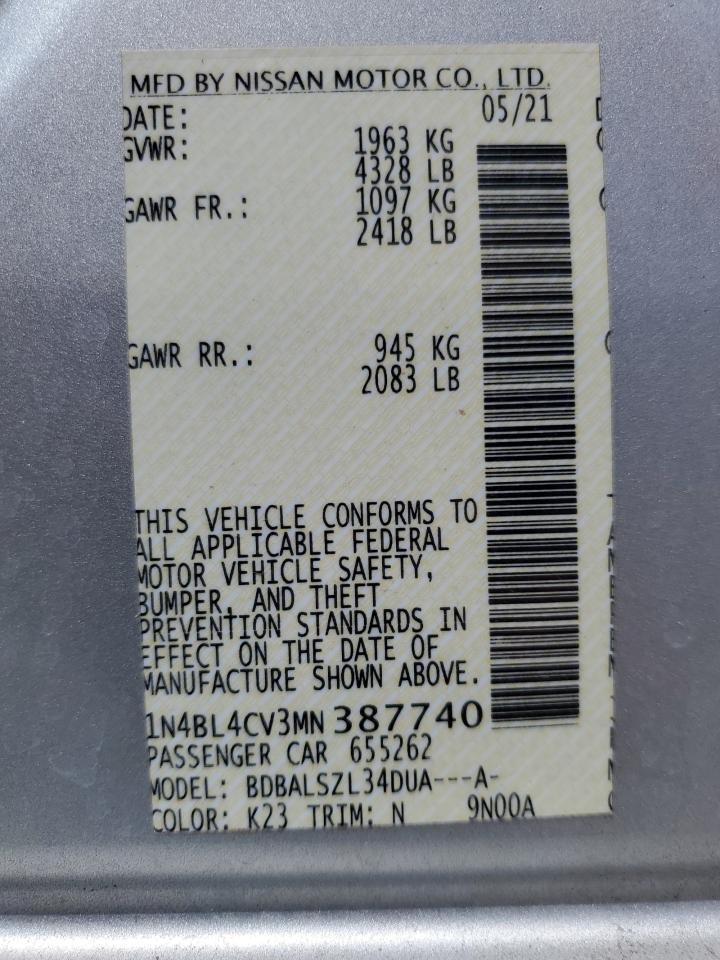 MFD BY NISSAN MOTOR CO., LTD.
DATE: 05/21
GVWR: 1963 KG
4328 LB
GAWR FR.: 1097 KG
2418 LB
GAWR RR.: 945 KG
2083 LB
THIS VEHICLE CONFORMS TO
ALL APPLICABLE FEDERAL
MOTOR VEHICLE SAFETY,
BUMPER, AND THEFT
PREVENTION STANDARDS IN
EFFECT ON THE DATE OF
MANUFACTURE SHOWN ABOVE.
1N4BL4CV3MN387740
PASSENGER CAR 655262
MODEL: BDBALSZL34DUA---A-
COLOR: K23 TRIM: N 9N00A